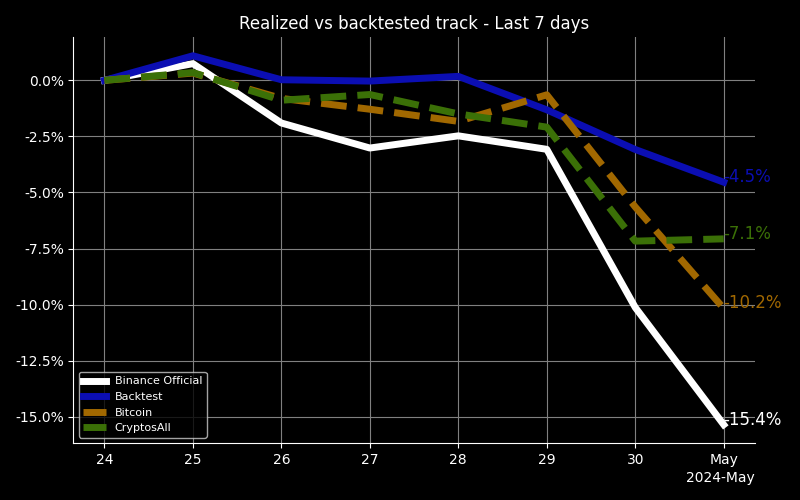 Realized vs backtested track - Last 7 days
0.0%
-2.5%
-5.0%
-7.5%
-10.0%
-12.5%
-15.0%
-4.5%
-7.1%
-10.2%
-15.4%
Binance Official
Backtest
Bitcoin
CryptosAll
24 25 26 27 28 29 30 May
2024-May